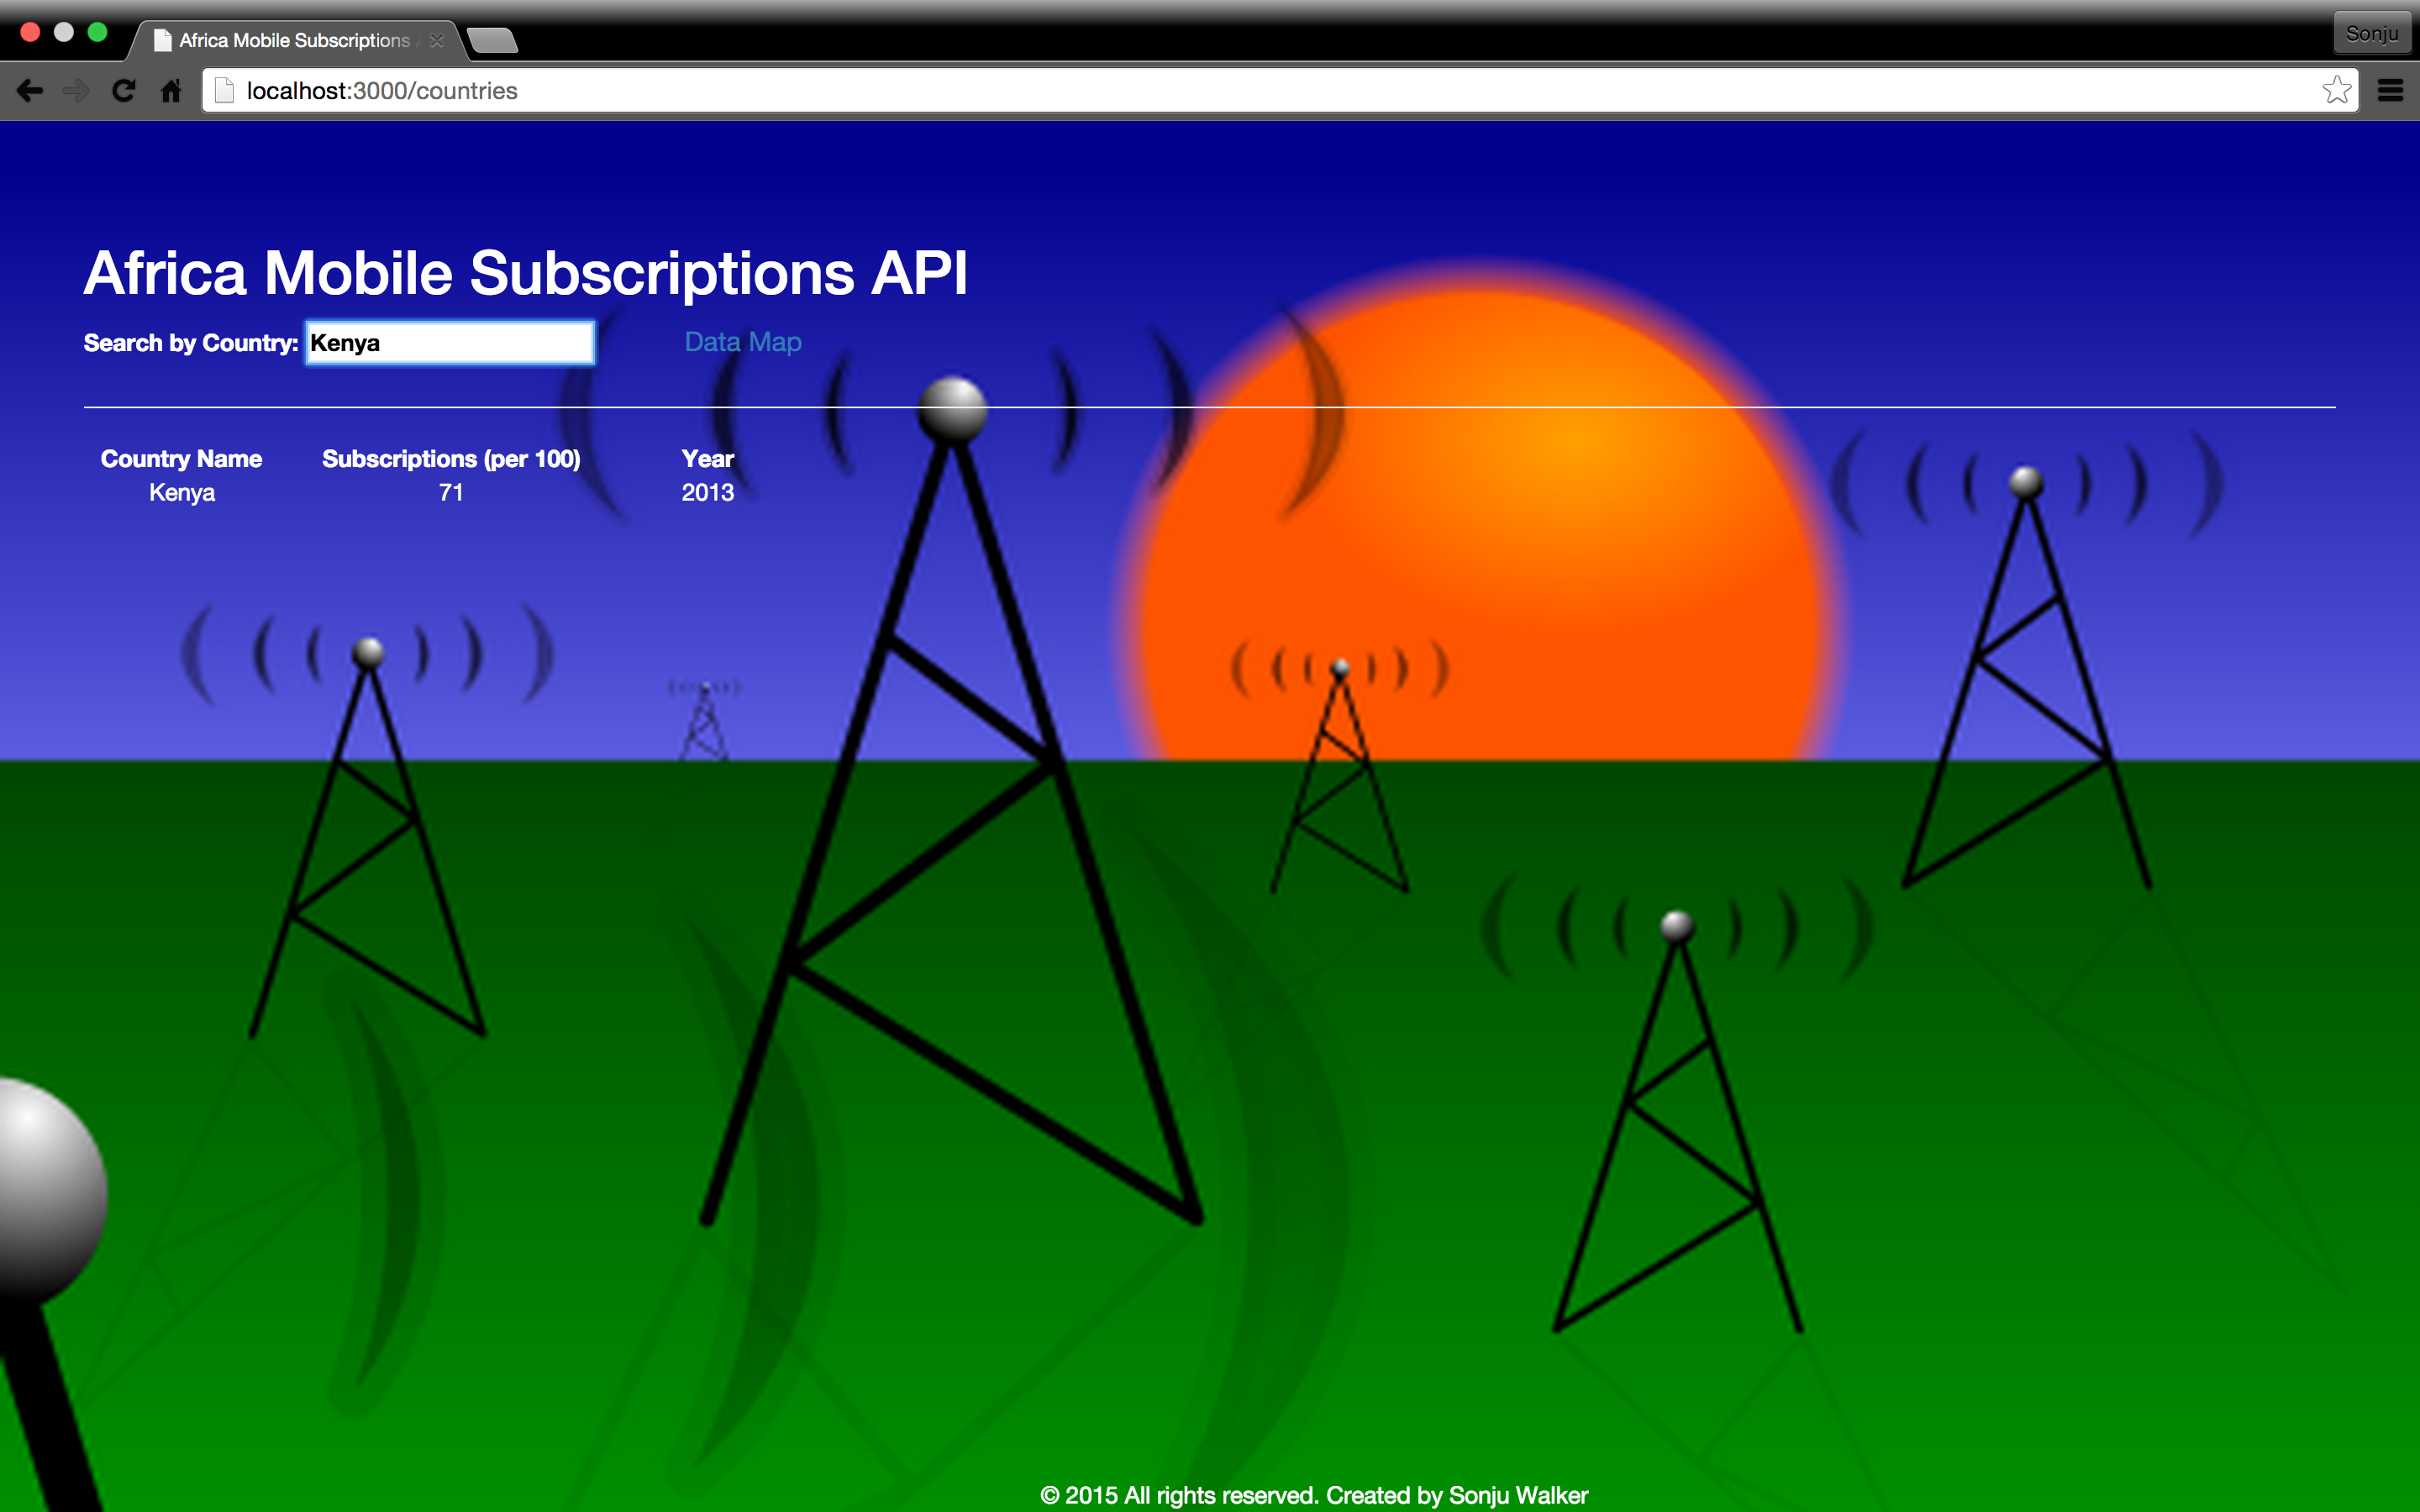 Africa Mobile Subscriptions
Sonju
localhost:3000/countries
Africa Mobile Subscriptions API
Search by Country: Kenya Data Map
Country Name Subscriptions (per 100) Year
Kenya 71 2013
© 2015 All rights reserved. Created by Sonju Walker